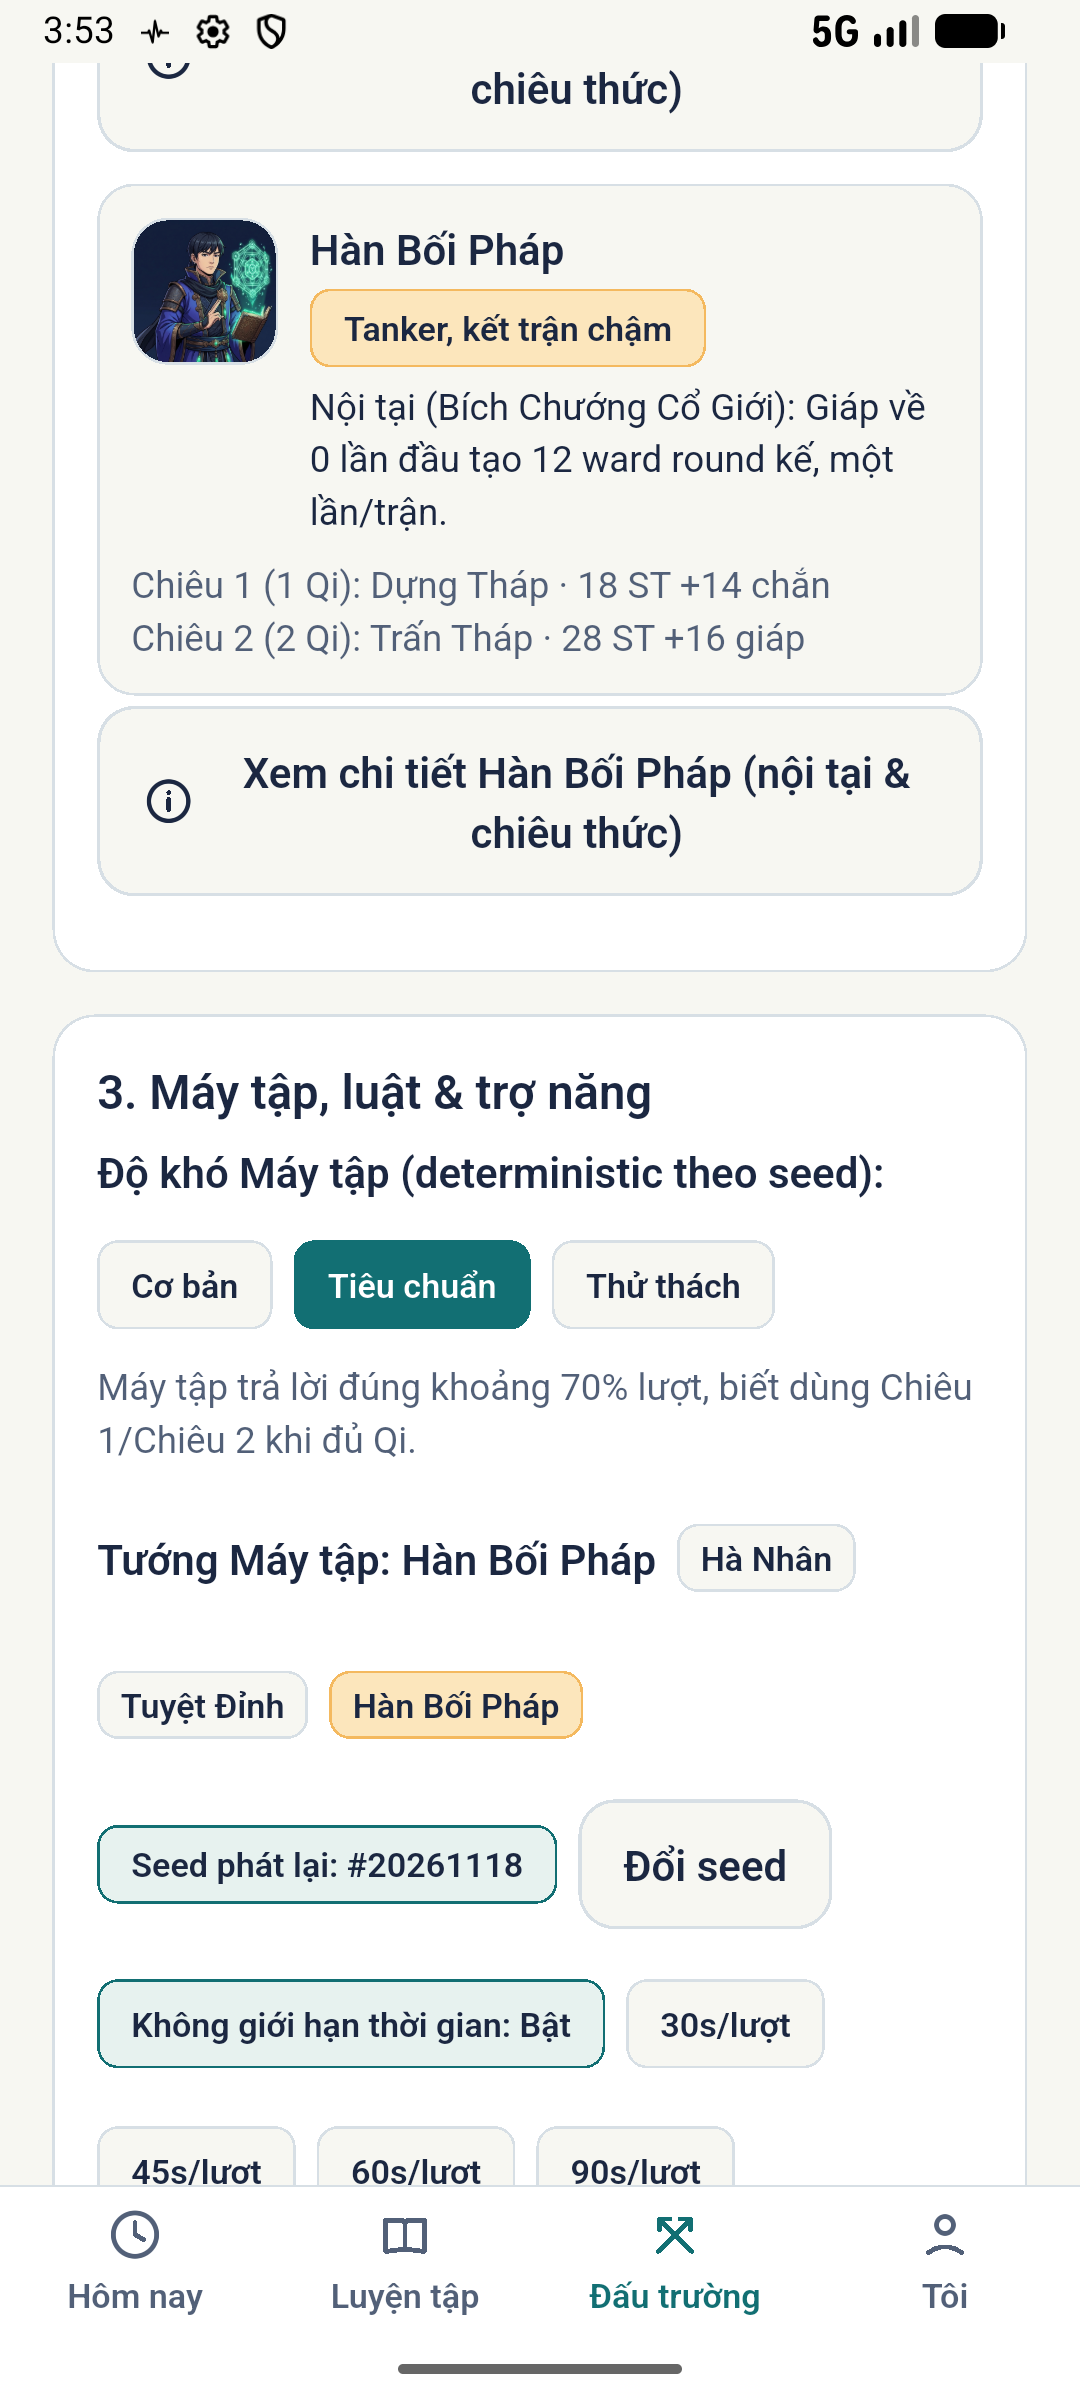 3:53
5G
chiêu thức)
Hàn Bối Pháp
Tanker, kết trận chậm
Nội tại (Bích Chướng Cổ Giới): Giáp về
0 lần đầu tạo 12 ward round kế, một
lần/trận.
Chiêu 1 (1 Qi): Dựng Tháp · 18 ST +14 chắn
Chiêu 2 (2 Qi): Trấn Tháp · 28 ST +16 giáp
Xem chi tiết Hàn Bối Pháp (nội tại &
chiêu thức)
3. Máy tập, luật & trợ năng
Độ khó Máy tập (deterministic theo seed):
Cơ bản
Tiêu chuẩn
Thử thách
Máy tập trả lời đúng khoảng 70% lượt, biết dùng Chiêu
1/Chiêu 2 khi đủ Qi.
Tướng Máy tập: Hàn Bối Pháp
Hà Nhân
Tuyệt Đỉnh
Hàn Bối Pháp
Seed phát lại: #20261118
Đổi seed
Không giới hạn thời gian: Bật
30s/lượt
45s/lượt
60s/lượt
90s/lượt
Hôm nay
Luyện tập
Đấu trường
Tôi